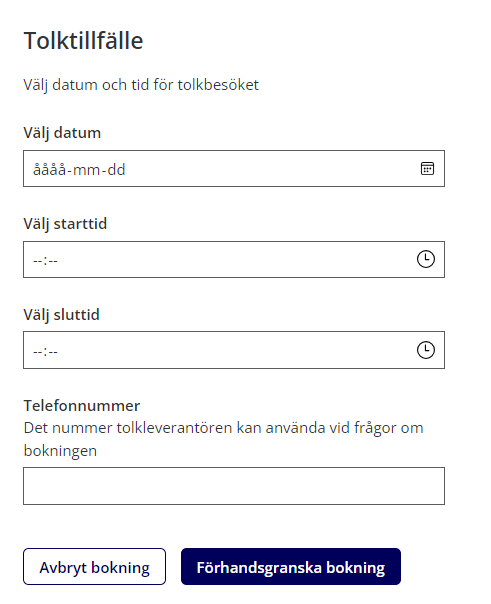 Tolktillfälle
Välj datum och tid för tolkbesöket
Välj datum
åååå-mm-dd
Välj starttid
--:--
Välj sluttid
--:--
Telefonnummer
Det nummer tolkleverantören kan använda vid frågor om
bokningen
Avbryt bokning
Förhandsgranska bokning